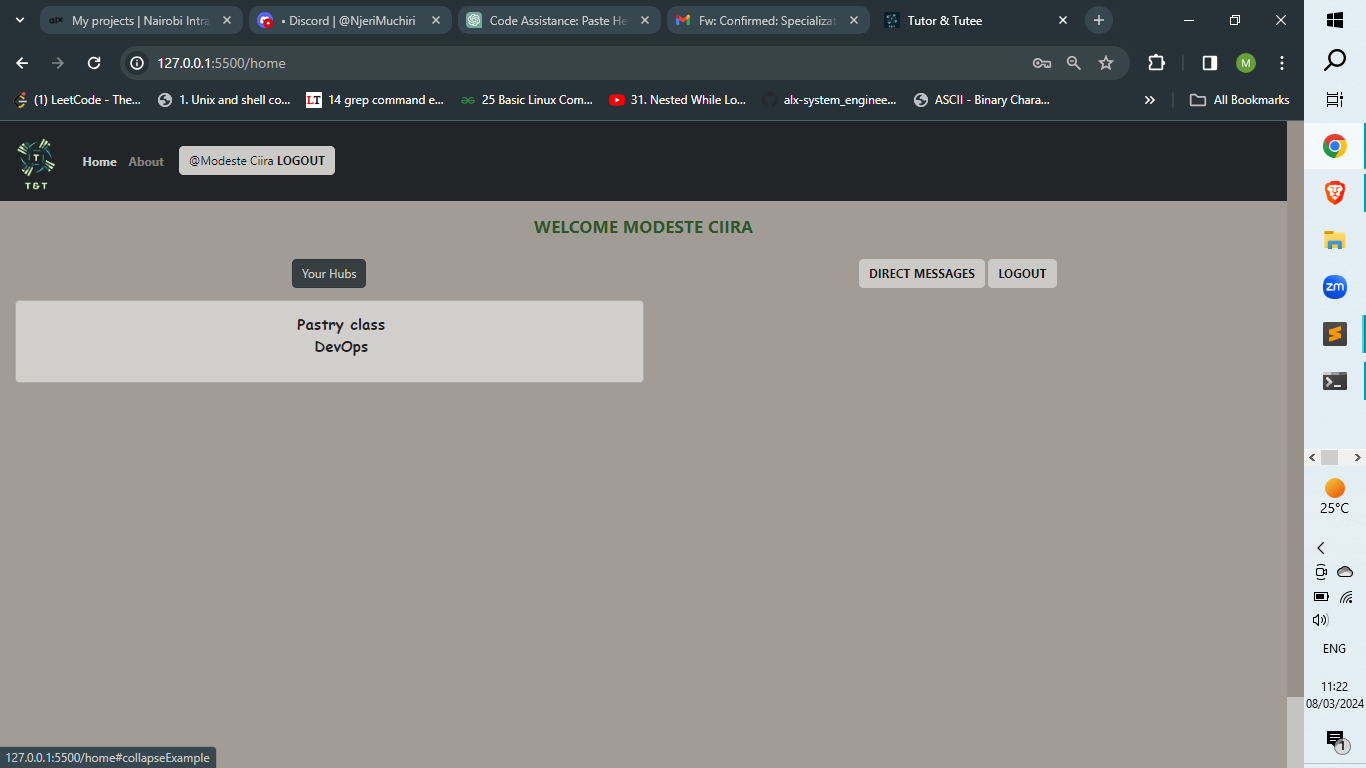 My projects | Nairobi Intra
• Discord | @NjeriMuchiri
Code Assistance: Paste He
Fw: Confirmed: Specializat
Tutor & Tutee
127.0.0.1:5500/home
M
(1) LeetCode - The...
1. Unix and shell co...
LT 14 grep command e...
25 Basic Linux Com...
31. Nested While Lo...
alx-system_enginee...
ASCII - Binary Chara...
All Bookmarks
T
T&T
Home
About
@Modeste Ciira LOGOUT
WELCOME MODESTE CIIRA
Your Hubs
DIRECT MESSAGES
LOGOUT
Pastry class
DevOps
127.0.0.1:5500/home#collapseExample
zm
25°C
ENG
11:22
08/03/2024
1